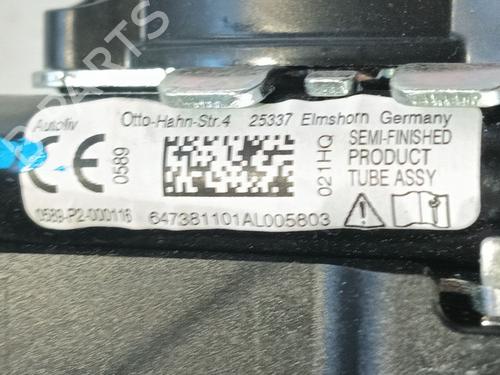 B-PARTS
Autoliv Otto-Hahn-Str.4 25337 Elmshorn Germany
CE 0589
021HQ
SEMI-FINISHED
PRODUCT
TUBE ASSY
0589-P2-000116
647381101AL005803